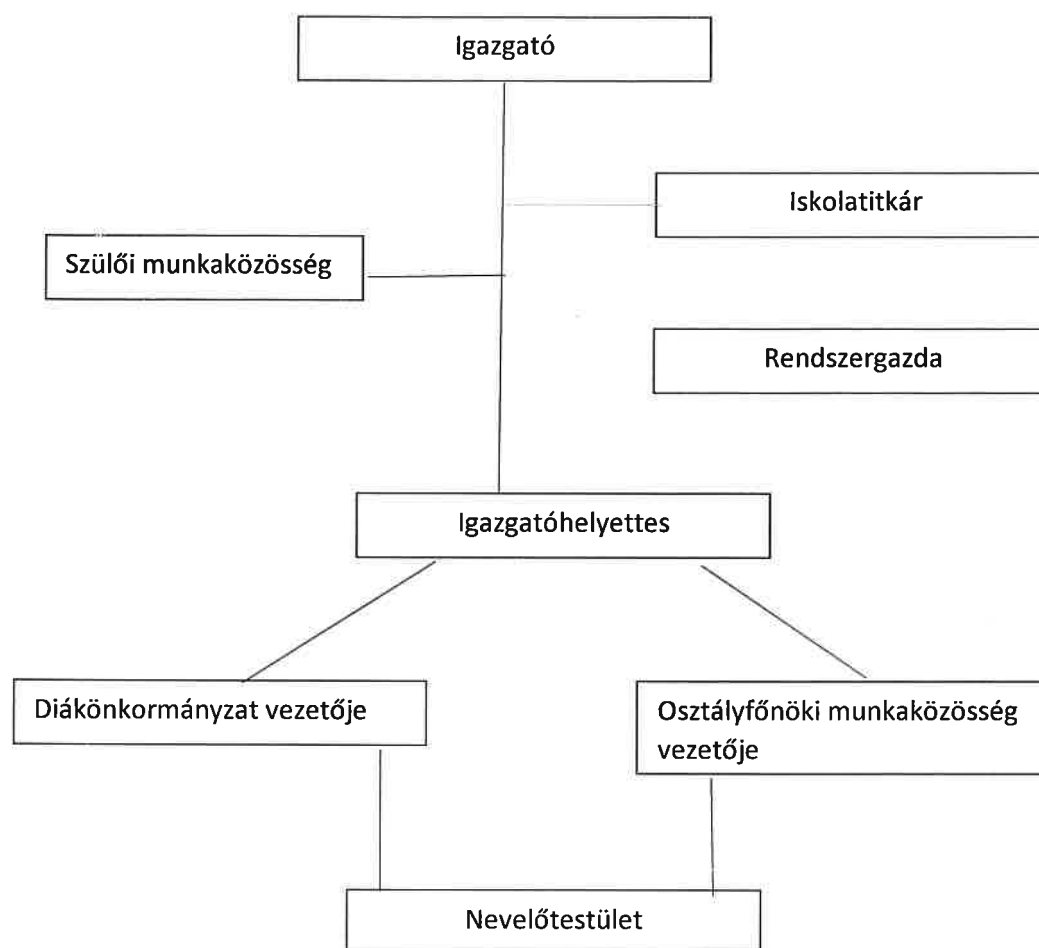 Igazgató
Iskolatitkár
Szülői munkaközösség
Rendszergazda
Igazgatóhelyettes
Diákönkormányzat vezetője
Osztályfőnöki munkaközösség
vezetője
Nevelőtestület